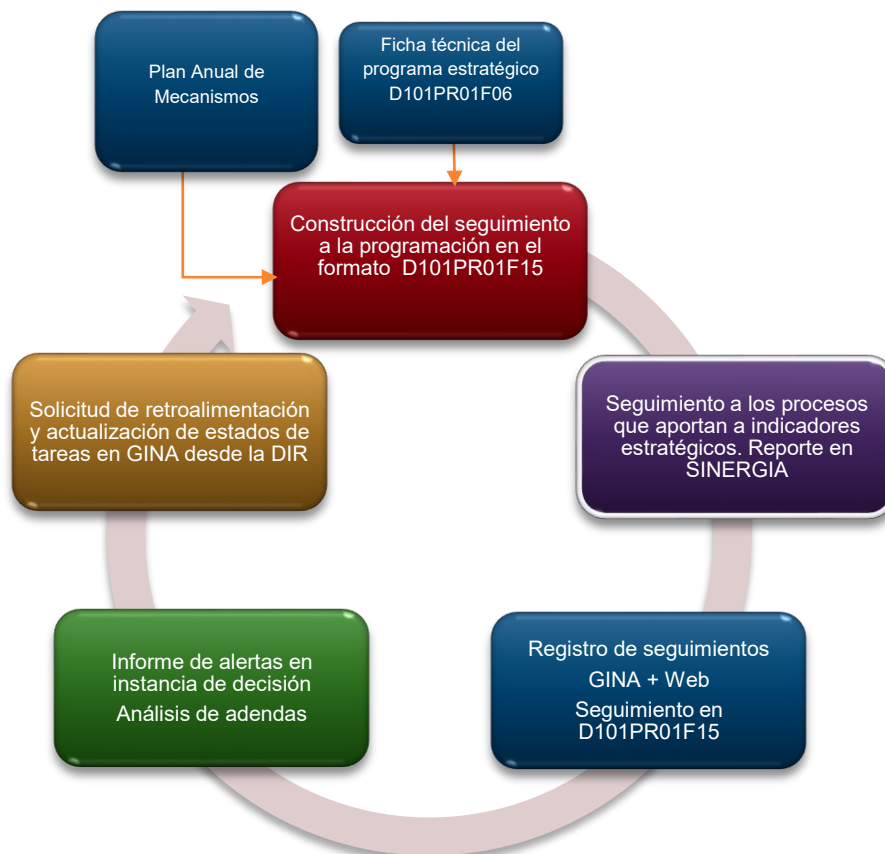 Plan Anual de
Mecanismos
Ficha técnica del
programa estratégico
D101PR01F06
Construcción del seguimiento
a la programación en el
formato D101PR01F15
Seguimiento a los procesos
que aportan a indicadores
estratégicos. Reporte en
SINERGIA
Registro de seguimientos
GINA + Web
Seguimiento en
D101PR01F15
Informe de alertas en
instancia de decisión
Análisis de adendas
Solicitud de retroalimentación
y actualización de estados de
tareas en GINA desde la DIR